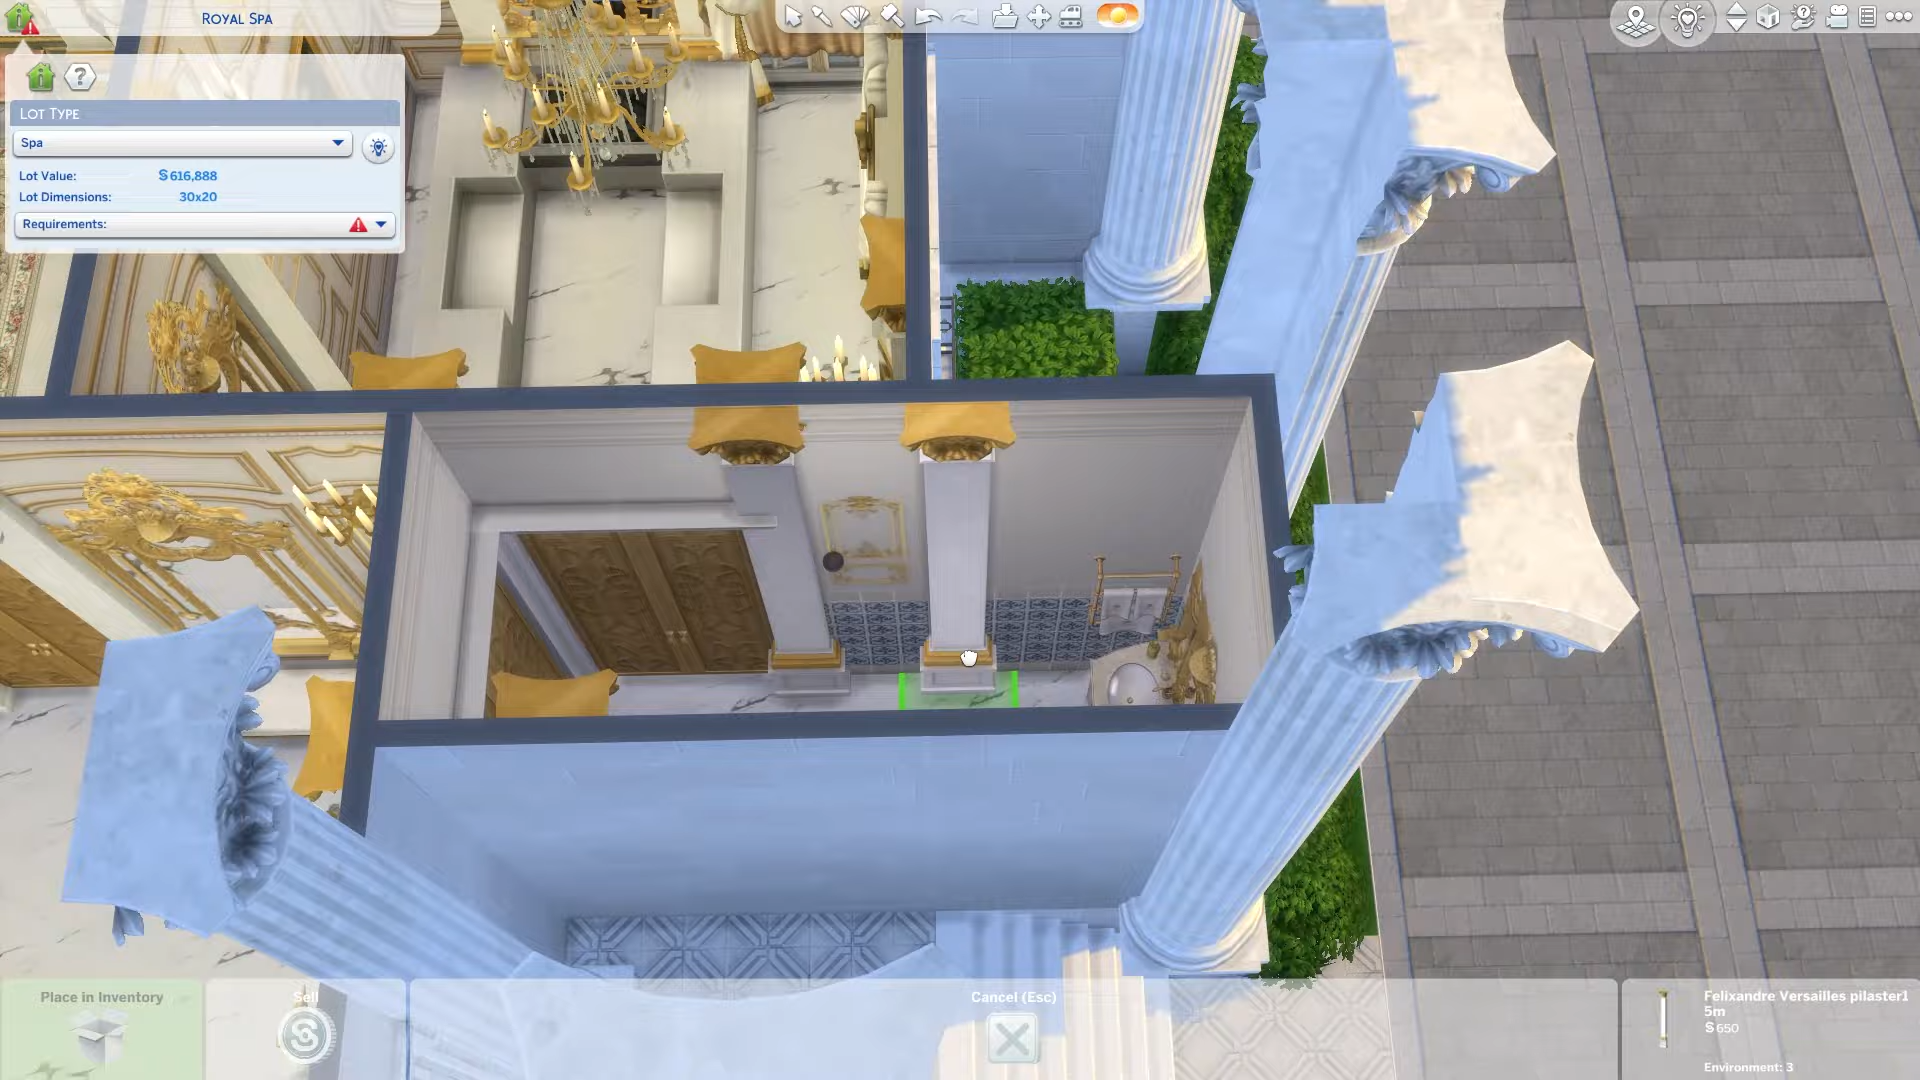 ROYAL SPA
LOT TYPE
Spa
Lot Value: §616,888
Lot Dimensions: 30x20
Requirements:
Place in Inventory
Sell
Cancel (Esc)
Felixandre Versailles pilaster1
5m
§650
Environment: 3